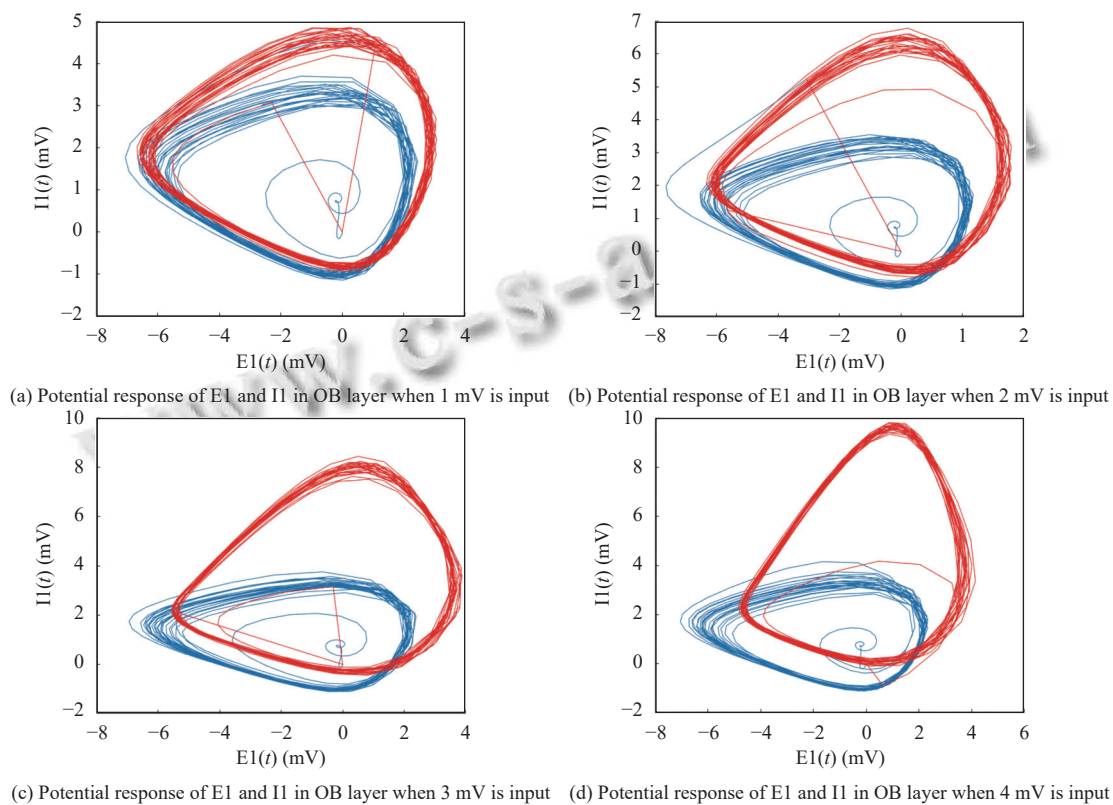 5
4
3
2
1
0
−1
−2
I1(t) (mV)
−8 −6 −4 −2 0 2 4
E1(t) (mV)
(a) Potential response of E1 and I1 in OB layer when 1 mV is input
7
6
5
4
3
2
1
0
−1
−2
I1(t) (mV)
−8 −6 −4 −2 0 1 2
E1(t) (mV)
(b) Potential response of E1 and I1 in OB layer when 2 mV is input
10
8
6
4
2
0
−2
I1(t) (mV)
−8 −6 −4 −2 0 2 4
E1(t) (mV)
(c) Potential response of E1 and I1 in OB layer when 3 mV is input
10
8
6
4
2
0
−2
I1(t) (mV)
−8 −6 −4 −2 0 2 4 6
E1(t) (mV)
(d) Potential response of E1 and I1 in OB layer when 4 mV is input
www.c-s-a